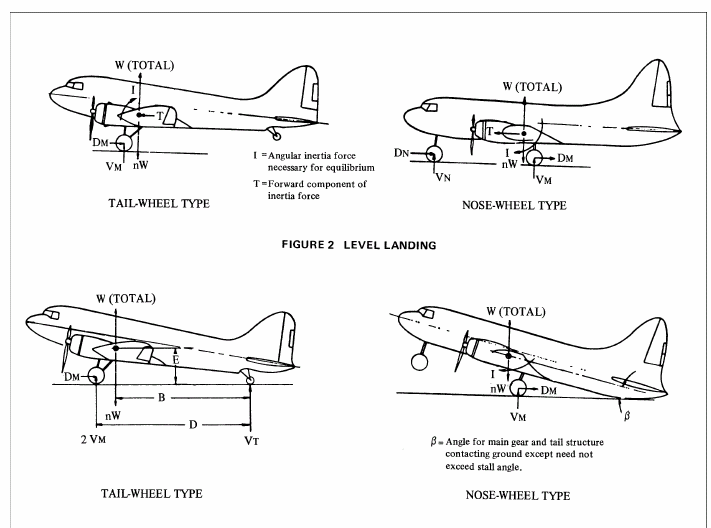 W (TOTAL)
I
T
DM
VM nW
I = Angular inertia force
necessary for equilibrium
T = Forward component of
inertia force
TAIL-WHEEL TYPE
W (TOTAL)
T
DN
I
nW
DM
VN
VM
NOSE-WHEEL TYPE
FIGURE 2 LEVEL LANDING
W (TOTAL)
E
DM
B
nW
D
2 VM
VT
TAIL-WHEEL TYPE
W (TOTAL)
I
nW
DM
VM
β
β = Angle for main gear and tail structure
contacting ground except need not
exceed stall angle.
NOSE-WHEEL TYPE